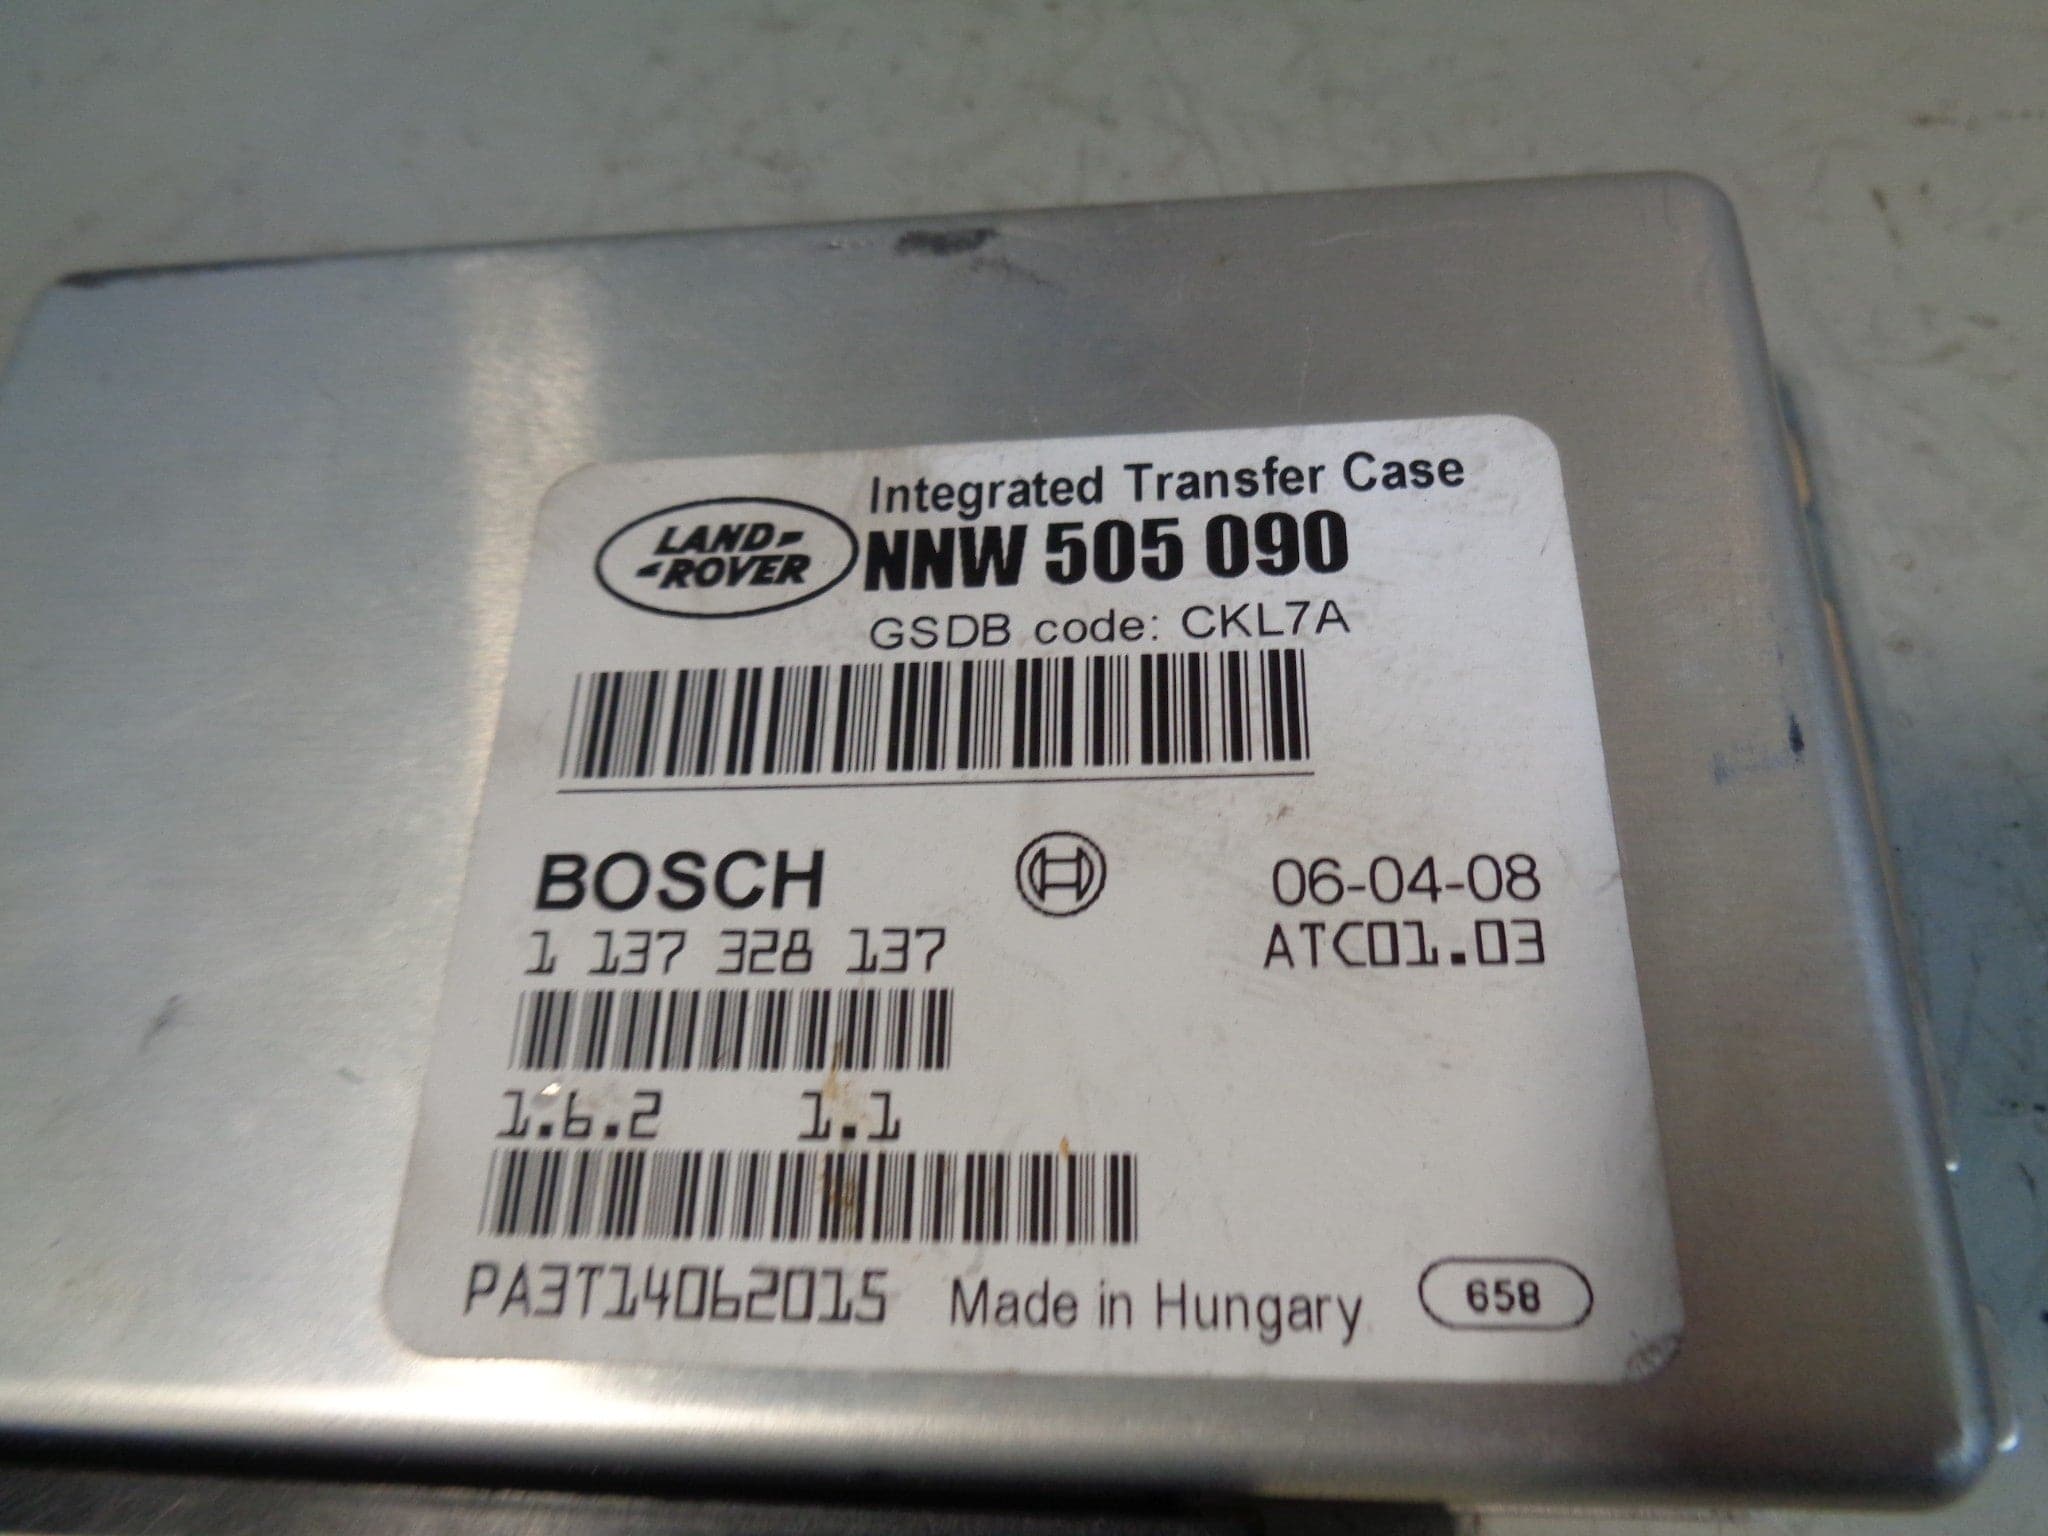 LAND-
-ROVER
Integrated Transfer Case
NNW 505 090
GSDB code: CKL7A
BOSCH
06-04-08
1 137 328 137
ATC01.03
1.6.2 1.1
PA3T14062015 Made in Hungary 658